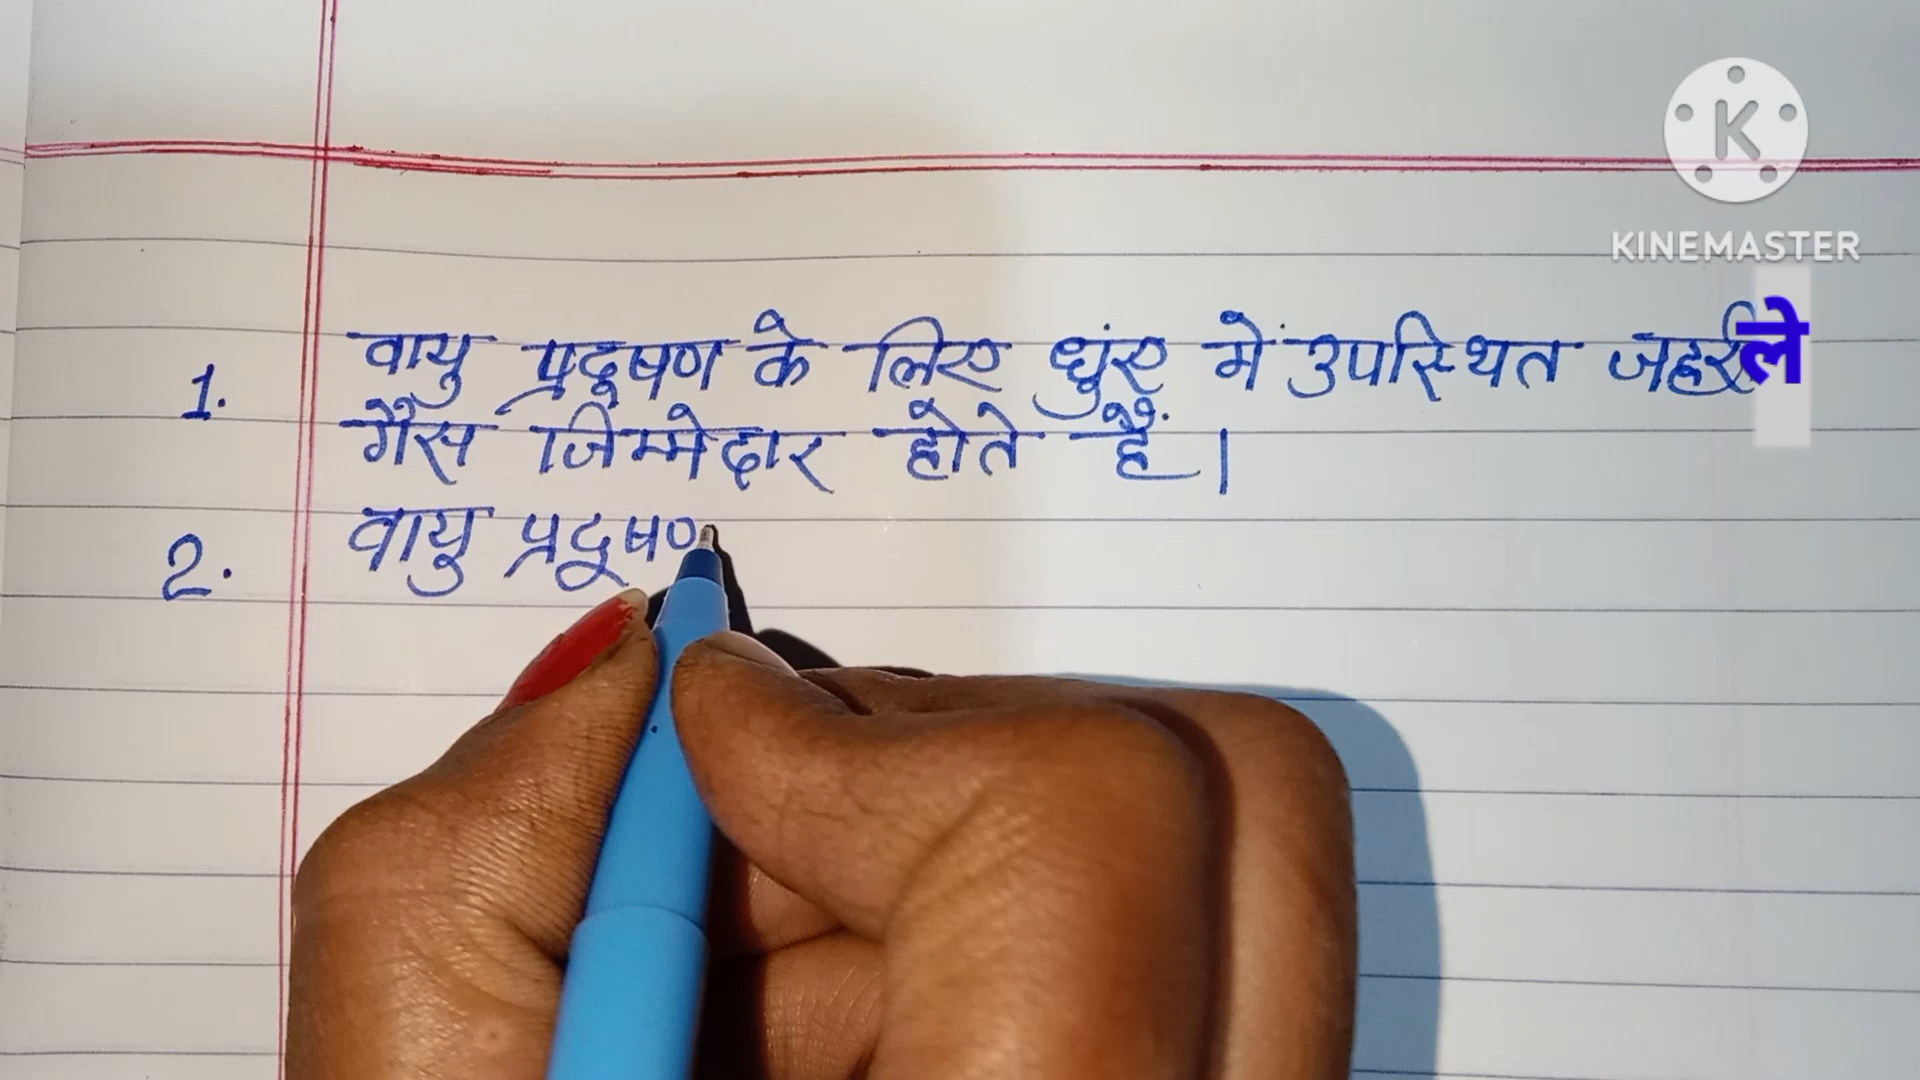 KINEMASTER
1. वायु प्रदूषण के लिए धुंए में उपस्थित जहरीले
गैस जिम्मेदार होते हैं।
2. वायु प्रदूषण